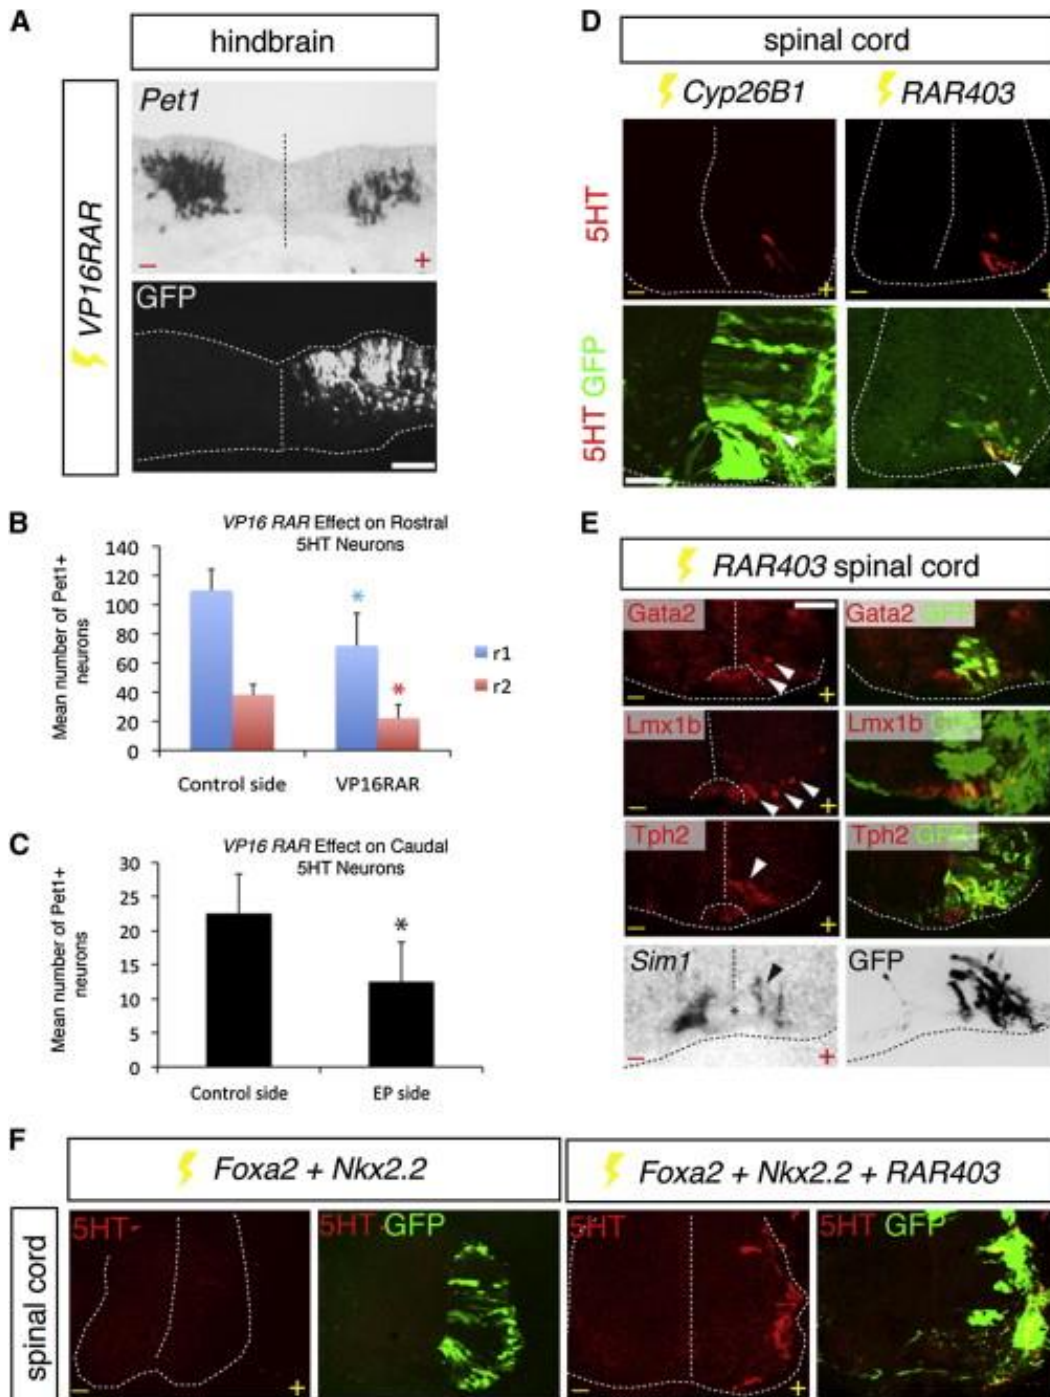 A
hindbrain
VP16RAR
Pet1
–
+
GFP
B
VP16 RAR Effect on Rostral
5HT Neurons
Mean number of Pet1+
neurons
140
120
100
80
60
40
20
0
*
*
r1
r2
Control side
VP16RAR
C
VP16 RAR Effect on Caudal
5HT Neurons
Mean number of Pet1+
neurons
30
25
20
15
10
5
0
*
Control side
EP side
D
spinal cord
Cyp26B1
RAR403
5HT
–
+
–
+
5HT GFP
E
RAR403 spinal cord
Gata2
–
+
Gata2 GFP
Lmx1b
–
+
Lmx1b GFP
Tph2
–
+
Tph2 GFP
Sim1
*
–
+
GFP
F
Foxa2 + Nkx2.2
Foxa2 + Nkx2.2 + RAR403
spinal cord
5HT
–
+
5HT GFP
5HT
–
+
5HT GFP